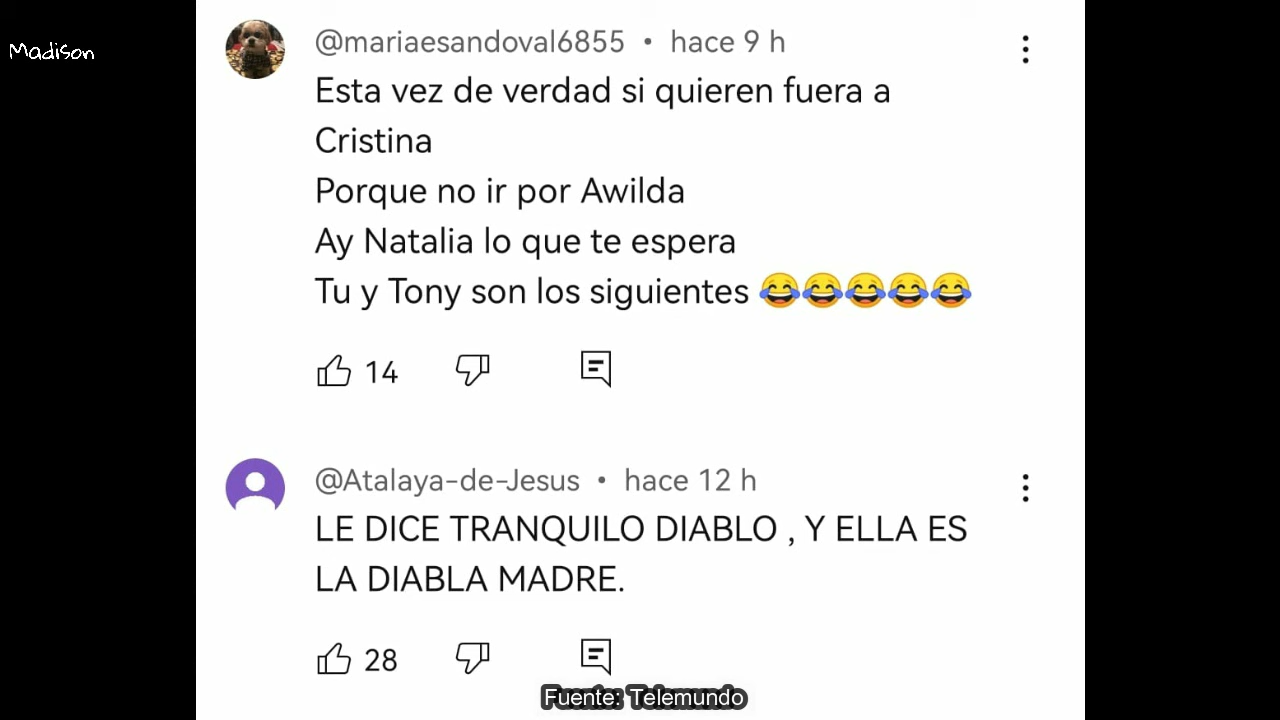 Madison
@mariaesandoval6855 • hace 9 h
Esta vez de verdad si quieren fuera a
Cristina
Porque no ir por Awilda
Ay Natalia lo que te espera
Tu y Tony son los siguientes 😂😂😂😂😂
14
@Atalaya-de-Jesus • hace 12 h
LE DICE TRANQUILO DIABLO , Y ELLA ES
LA DIABLA MADRE.
28
Fuente: Telemundo